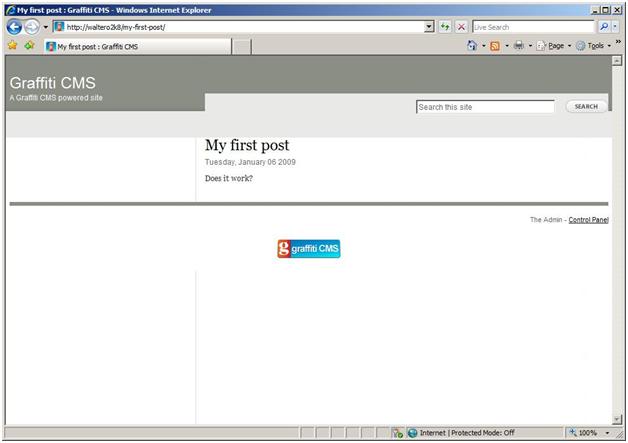 My first post : Graffiti CMS - Windows Internet Explorer
http://waltero2k8/my-first-post/
Live Search
My first post : Graffiti CMS
Page
Tools
Graffiti CMS
A Graffiti CMS powered site
Search this site
SEARCH
My first post
Tuesday, January 06 2009
Does it work?
The Admin - Control Panel
g graffiti CMS
Internet | Protected Mode: Off
100%